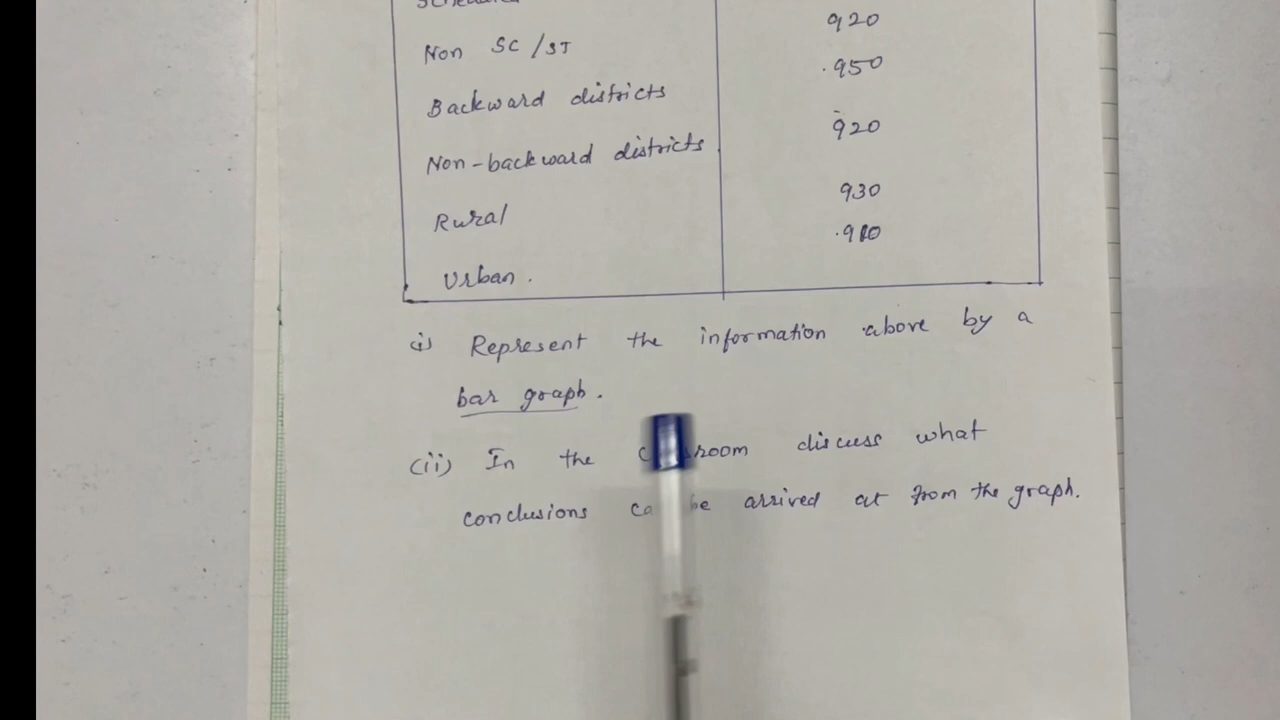 920
Non SC/ST
.950
Backward districts
920
Non-backward districts
930
Rural
.910
Urban.
(i) Represent the information above by a
bar graph.
(ii) In the discuss what
conclusions be arrived at from the graph.